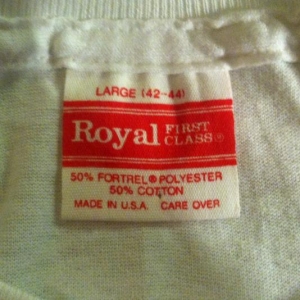 LARGE (42-44)
Royal FIRST CLASS®
50% FORTREL® POLYESTER
50% COTTON
MADE IN U.S.A. CARE OVER